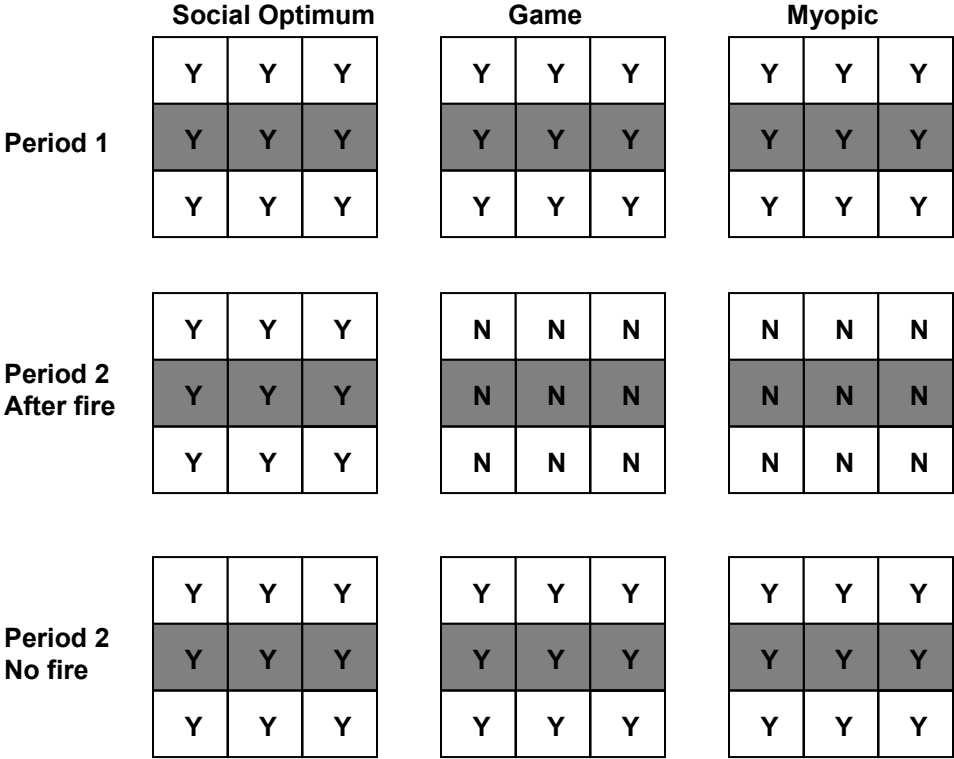 Social Optimum Game Myopic
Y Y Y Y Y Y Y Y Y
Period 1 Y Y Y Y Y Y Y Y Y
Y Y Y Y Y Y Y Y Y
Y Y Y N N N N N N
Period 2
After fire Y Y Y N N N N N N
Y Y Y N N N N N N
Y Y Y Y Y Y Y Y Y
Period 2
No fire Y Y Y Y Y Y Y Y Y
Y Y Y Y Y Y Y Y Y